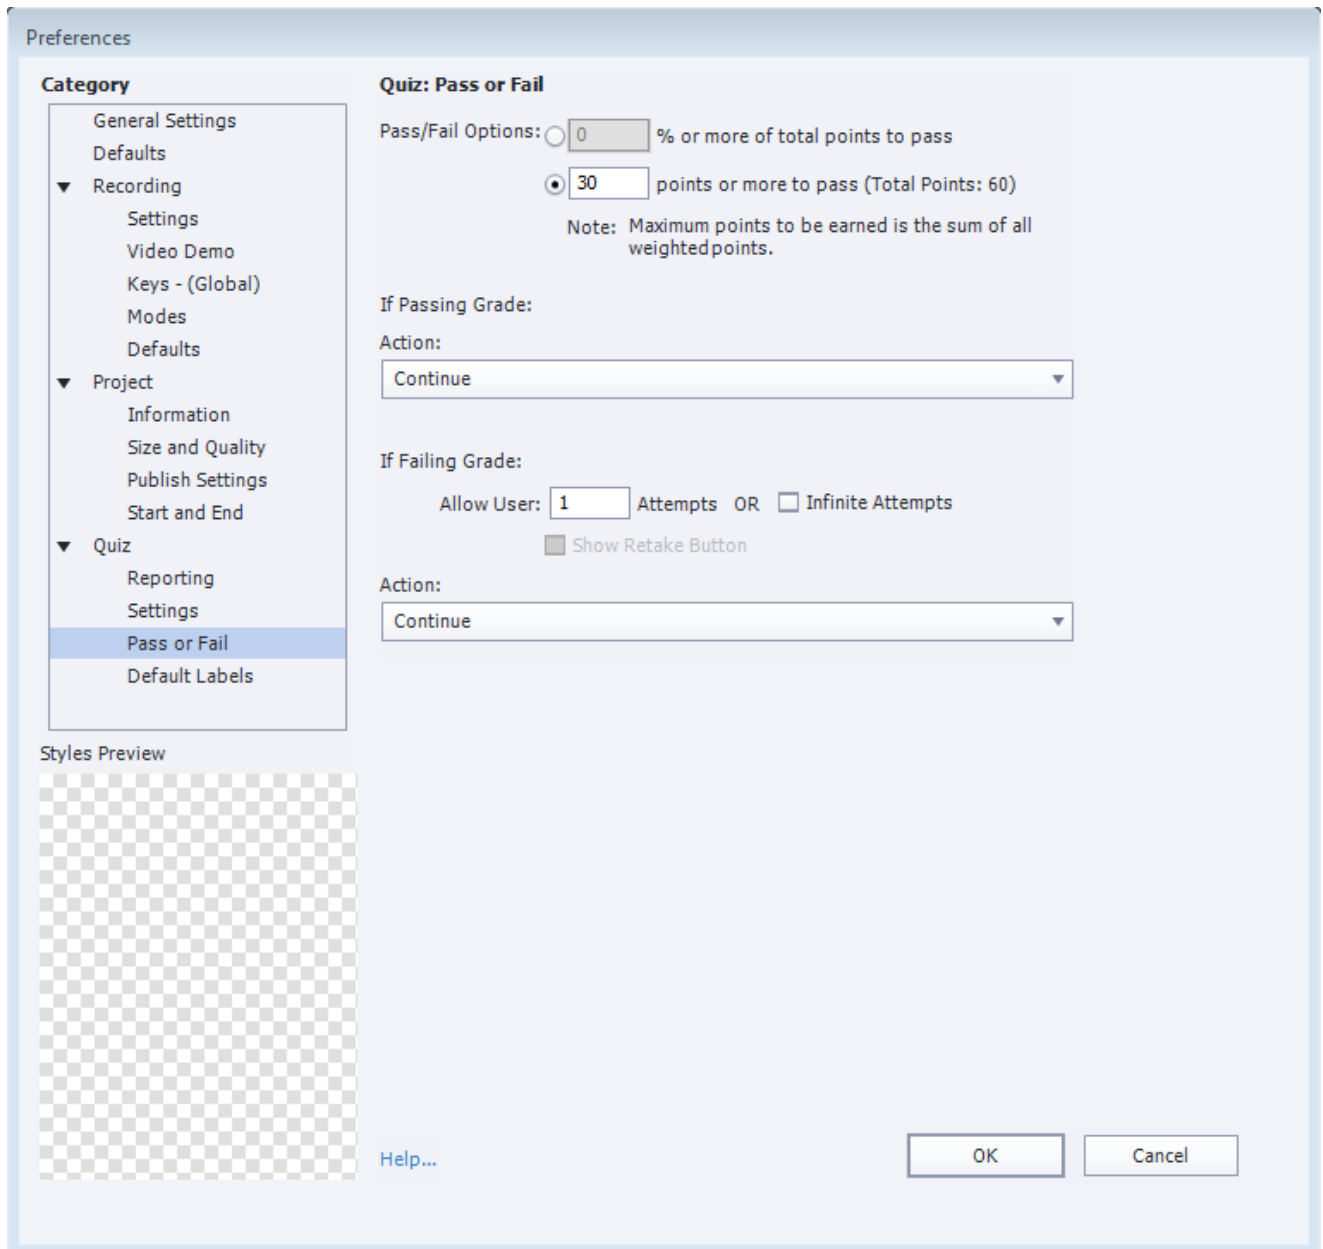 Preferences
Category
General Settings
Defaults
Recording
Settings
Video Demo
Keys - (Global)
Modes
Defaults
Project
Information
Size and Quality
Publish Settings
Start and End
Quiz
Reporting
Settings
Pass or Fail
Default Labels
Styles Preview
Quiz: Pass or Fail
Pass/Fail Options: 0 % or more of total points to pass
30 points or more to pass (Total Points: 60)
Note: Maximum points to be earned is the sum of all
weighted points.
If Passing Grade:
Action:
Continue
If Failing Grade:
Allow User: 1 Attempts OR Infinite Attempts
Show Retake Button
Action:
Continue
Help...
OK
Cancel